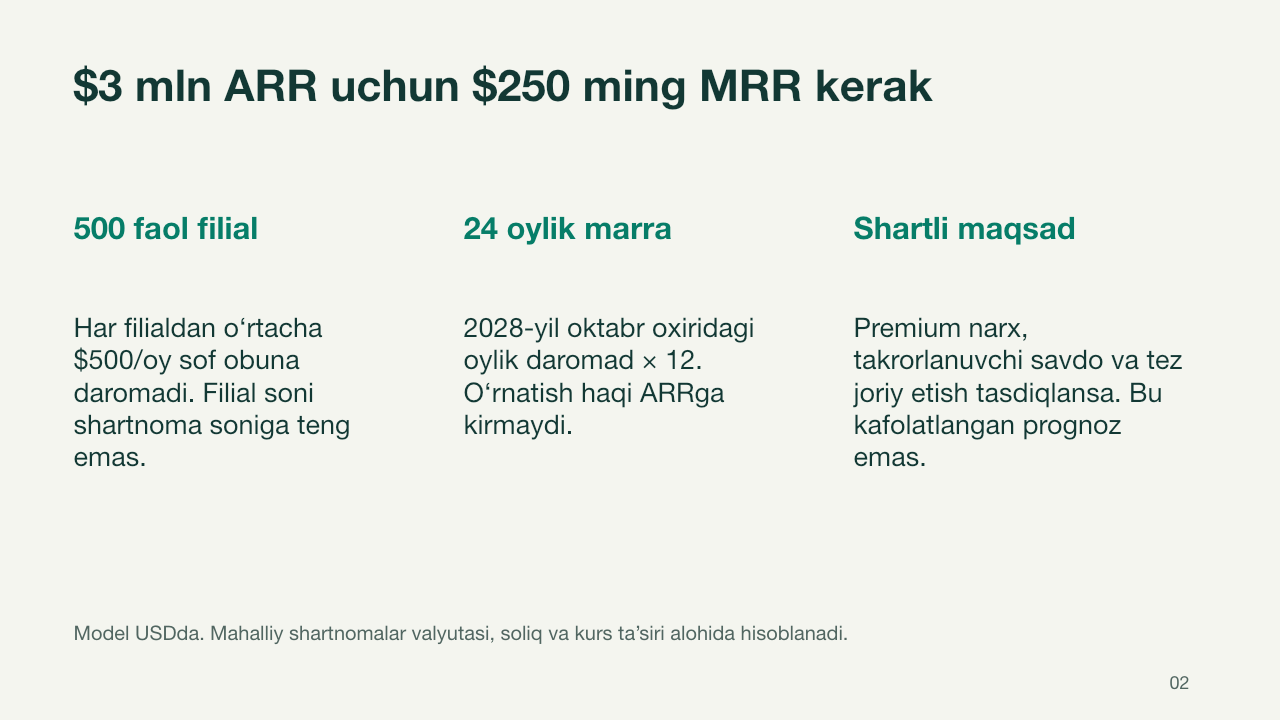 $3 mln ARR uchun $250 ming MRR kerak
500 faol filial
Har filialdan o‘rtacha
$500/oy sof obuna
daromadi. Filial soni
shartnoma soniga teng
emas.
24 oylik marra
2028-yil oktabr oxiridagi
oylik daromad × 12.
O‘rnatish haqi ARRga
kirmaydi.
Shartli maqsad
Premium narx,
takrorlanuvchi savdo va tez
joriy etish tasdiqlansa. Bu
kafolatlangan prognoz
emas.
Model USDda. Mahalliy shartnomalar valyutasi, soliq va kurs ta’siri alohida hisoblanadi.
02